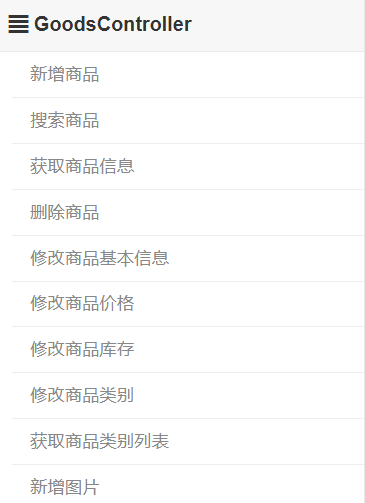 GoodsController
新增商品
搜索商品
获取商品信息
删除商品
修改商品基本信息
修改商品价格
修改商品库存
修改商品类别
获取商品类别列表
新增图片